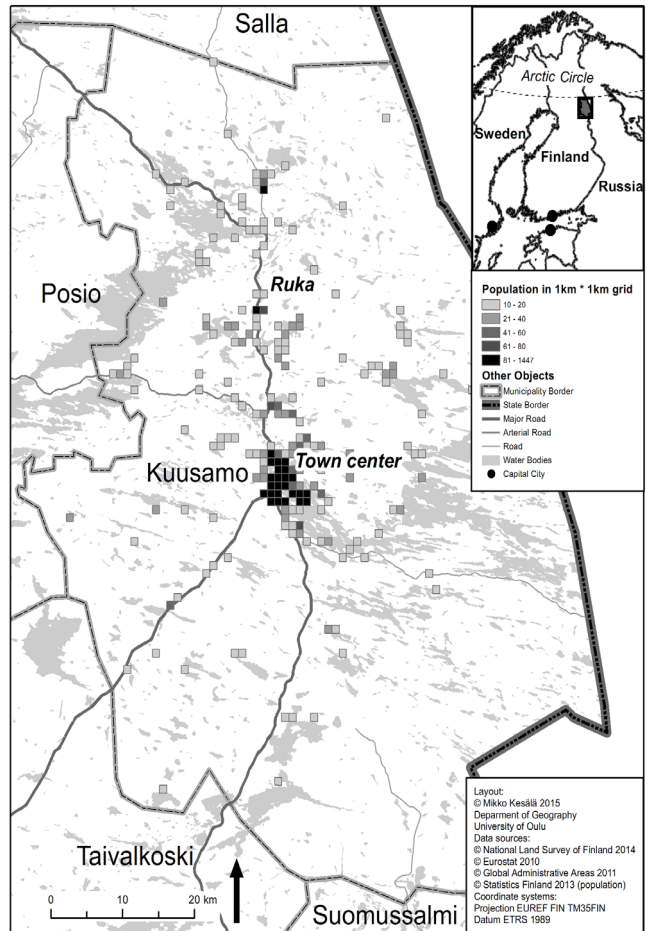 Salla
Arctic Circle
Sweden
Finland
Russia
Posio
Ruka
Kuusamo
Town center
Taivalkoski
Suomussalmi
0 10 20 km
Population in 1km * 1km grid
10 - 20
21 - 40
41 - 60
61 - 80
81 - 1447
Other Objects
Municipality Border
State Border
Major Road
Arterial Road
Road
Water Bodies
Capital City
Layout:
© Mikko Kesälä 2015
Deparment of Geography
University of Oulu
Data sources:
© National Land Survey of Finland 2014
© Eurostat 2010
© Global Administrative Areas 2011
© Statistics Finland 2013 (population)
Coordinate systems:
Projection EUREF FIN TM35FIN
Datum ETRS 1989